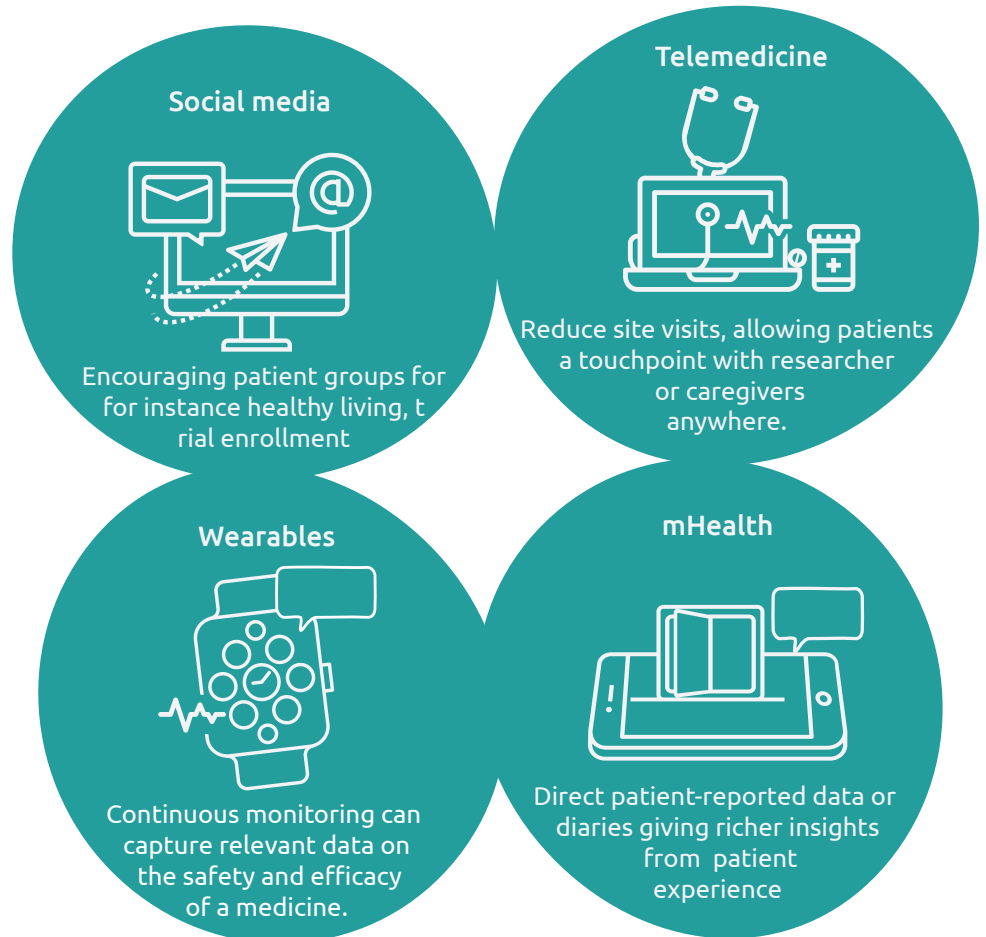 Social media
Encouraging patient groups for
for instance healthy living, t
rial enrollment
Telemedicine
Reduce site visits, allowing patients
a touchpoint with researcher
or caregivers
anywhere.
Wearables
Continuous monitoring can
capture relevant data on
the safety and efficacy
of a medicine.
mHealth
Direct patient-reported data or
diaries giving richer insights
from patient
experience